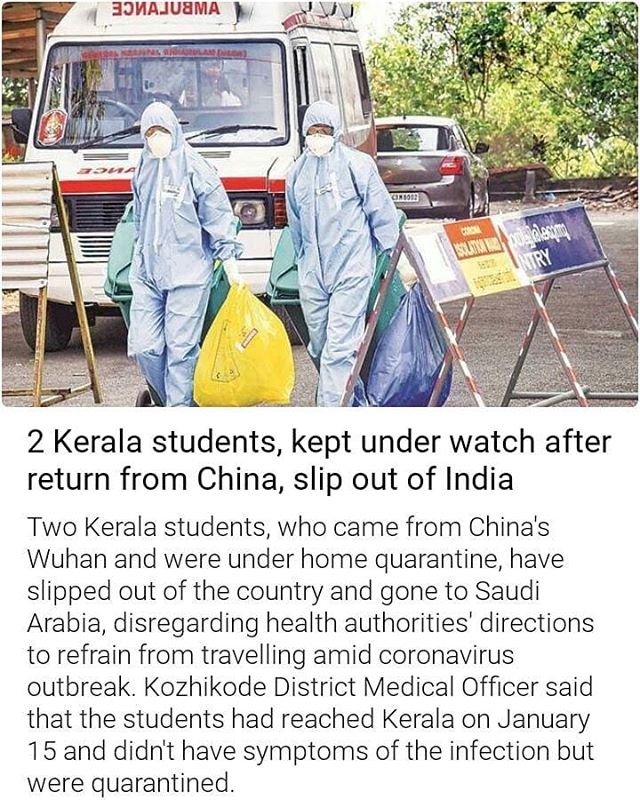 AMBULANCE
CORONA
ISOLATION WARD
ENTRY
2 Kerala students, kept under watch after
return from China, slip out of India
Two Kerala students, who came from China's
Wuhan and were under home quarantine, have
slipped out of the country and gone to Saudi
Arabia, disregarding health authorities' directions
to refrain from travelling amid coronavirus
outbreak. Kozhikode District Medical Officer said
that the students had reached Kerala on January
15 and didn't have symptoms of the infection but
were quarantined.